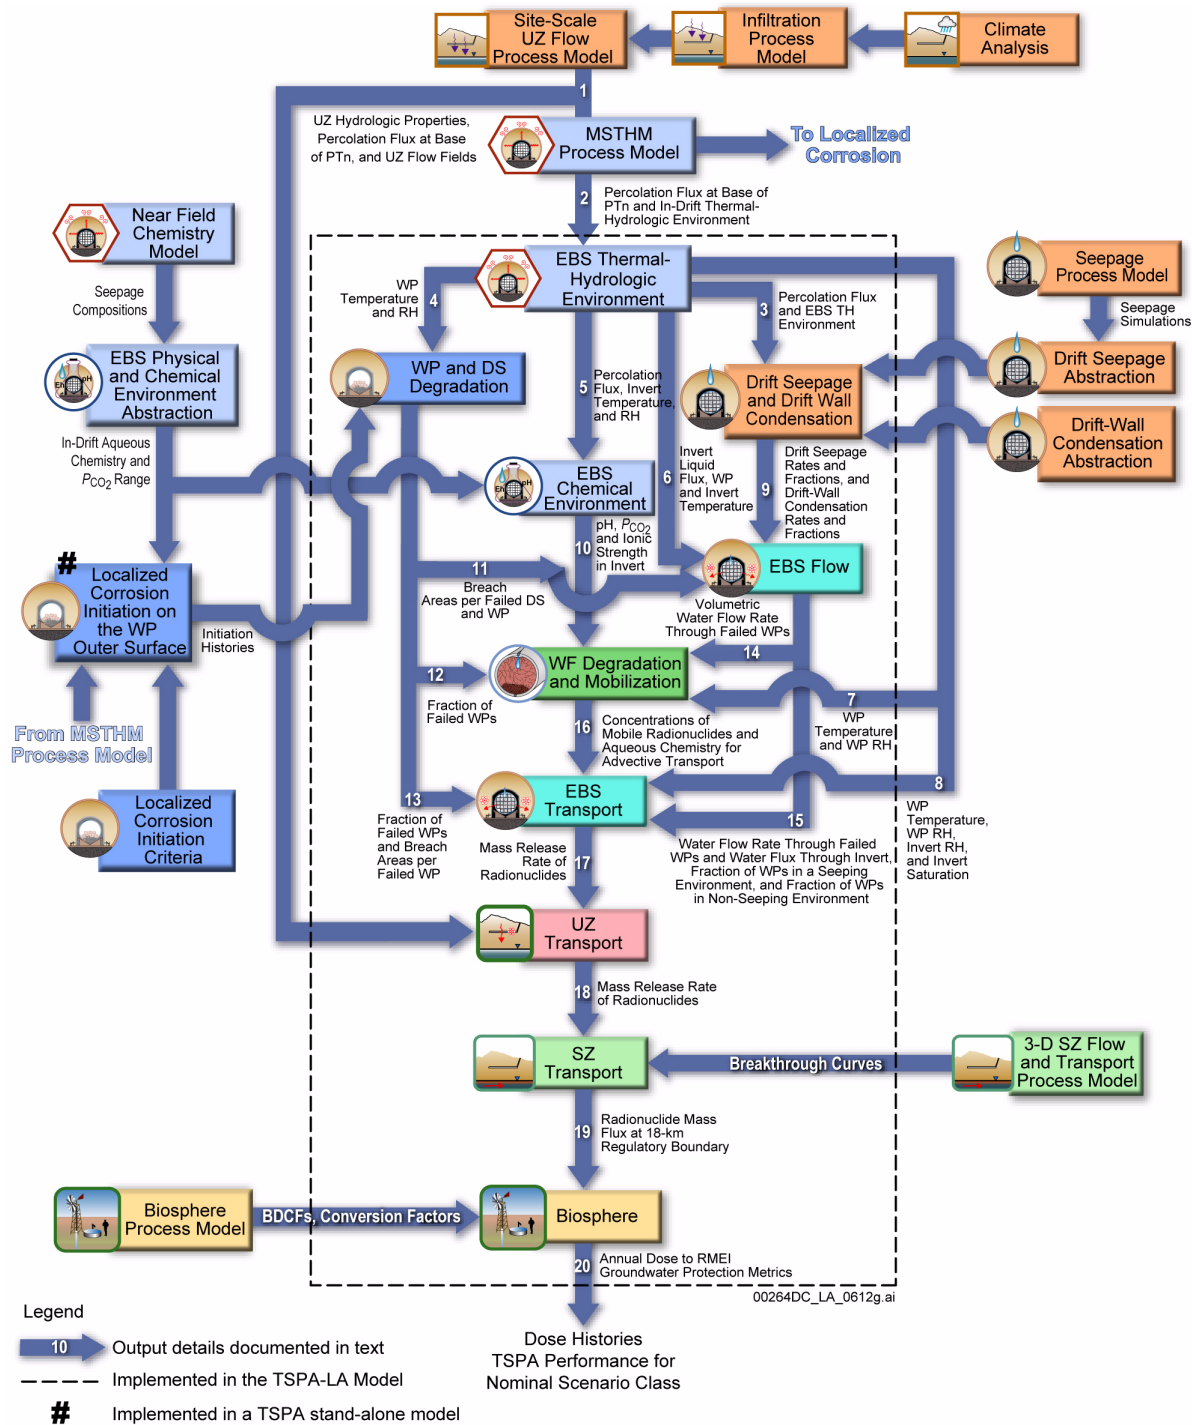 Site-Scale
UZ Flow
Process Model
Infiltration
Process
Model
Climate
Analysis
1
UZ Hydrologic Properties,
Percolation Flux at Base
of PTn, and UZ Flow Fields
MSTHM
Process Model
To Localized
Corrosion
2
Percolation Flux at Base of
PTn and In-Drift Thermal-
Hydrologic Environment
Near Field
Chemistry
Model
Seepage
Compositions
EBS Thermal-
Hydrologic
Environment
Seepage
Process Model
Seepage
Simulations
WP
Temperature
and RH
4
3
Percolation Flux
and EBS TH
Environment
EBS Physical
and Chemical
Environment
Abstraction
Eh
pH
WP and DS
Degradation
5
Percolation
Flux, Invert
Temperature,
and RH
Drift Seepage
and Drift Wall
Condensation
Drift Seepage
Abstraction
Drift-Wall
Condensation
Abstraction
In-Drift Aqueous
Chemistry and
PCO2 Range
EBS
Chemical
Environment
Eh
pH
6
Invert
Liquid
Flux, WP
and Invert
Temperature
9
Drift Seepage
Rates and
Fractions, and
Drift-Wall
Condensation
Rates and
Fractions
10
pH, PCO2
and Ionic
Strength
in Invert
#
Localized
Corrosion
Initiation on
the WP
Outer Surface
Initiation
Histories
11
Breach
Areas per Failed DS
and WP
EBS Flow
Volumetric
Water Flow Rate
Through Failed WPs
14
12
Fraction of
Failed WPs
WF Degradation
and Mobilization
7
WP
Temperature
and WP RH
From MSTHM
Process Model
16
Concentrations of
Mobile Radionuclides and
Aqueous Chemistry for
Advective Transport
8
WP
Temperature,
WP RH,
Invert RH,
and Invert
Saturation
Localized
Corrosion
Initiation
Criteria
13
Fraction of
Failed WPs
and Breach
Areas per
Failed WP
EBS
Transport
15
Water Flow Rate Through Failed
WPs and Water Flux Through Invert,
Fraction of WPs in a Seeping
Environment, and Fraction of WPs
in Non-Seeping Environment
Mass Release
Rate of
Radionuclides
17
UZ
Transport
18
Mass Release Rate
of Radionuclides
SZ
Transport
Breakthrough Curves
3-D SZ Flow
and Transport
Process Model
19
Radionuclide Mass
Flux at 18-km
Regulatory Boundary
Biosphere
Process Model
BDCFs, Conversion Factors
Biosphere
20
Annual Dose to RMEI
Groundwater Protection Metrics
00264DC_LA_0612g.ai
Dose Histories
TSPA Performance for
Nominal Scenario Class
Legend
10 Output details documented in text
Implemented in the TSPA-LA Model
# Implemented in a TSPA stand-alone model